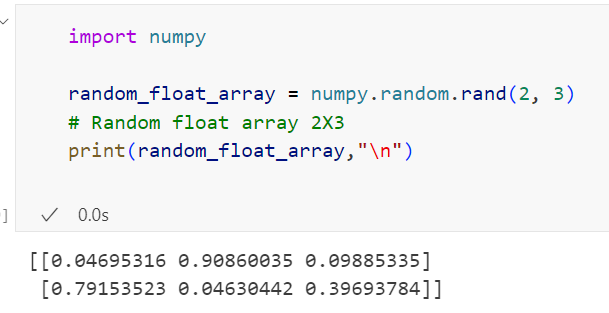 import numpy
random_float_array = numpy.random.rand(2, 3)
# Random float array 2X3
print(random_float_array,"\n")
]
0.0s
[[0.04695316 0.90860035 0.09885335]
[0.79153523 0.04630442 0.39693784]]